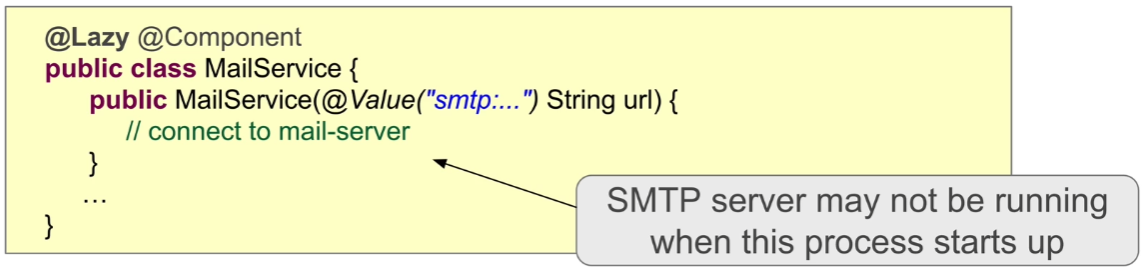 @Lazy @Component
public class MailService {
public MailService(@Value("smtp:...") String url) {
// connect to mail-server
}
...
}
SMTP server may not be running
when this process starts up